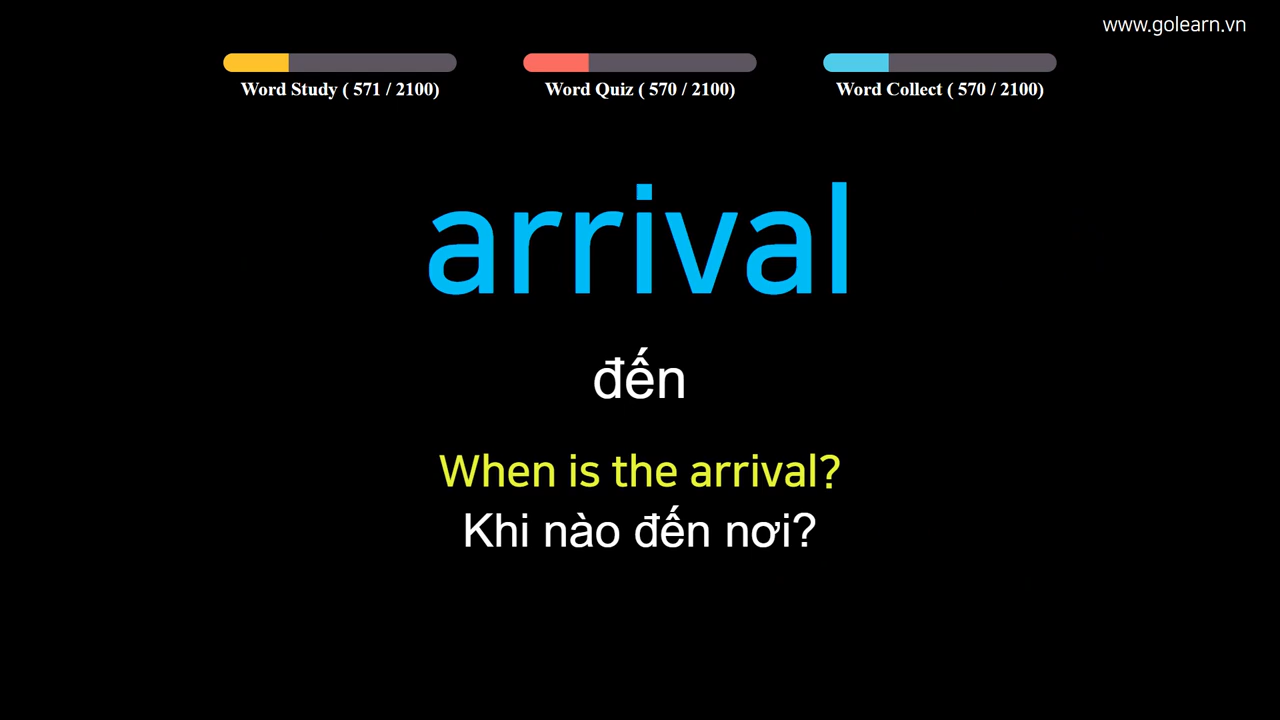 www.golearn.vn
Word Study ( 571 / 2100)
Word Quiz ( 570 / 2100)
Word Collect ( 570 / 2100)
arrival
đến
When is the arrival?
Khi nào đến nơi?